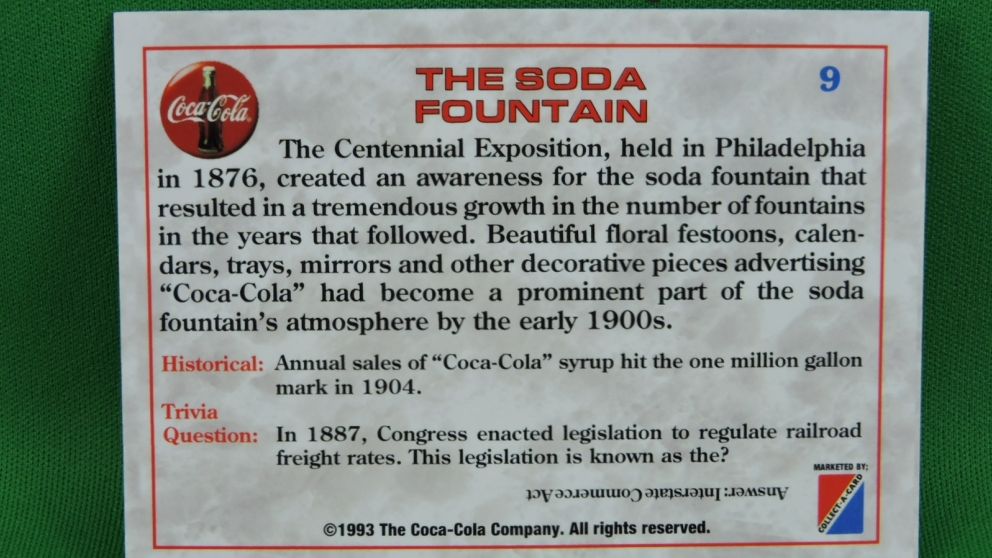 Coca-Cola
THE SODA
FOUNTAIN
9
The Centennial Exposition, held in Philadelphia
in 1876, created an awareness for the soda fountain that
resulted in a tremendous growth in the number of fountains
in the years that followed. Beautiful floral festoons, calen-
dars, trays, mirrors and other decorative pieces advertising
“Coca-Cola” had become a prominent part of the soda
fountain's atmosphere by the early 1900s.
Historical: Annual sales of “Coca-Cola” syrup hit the one million gallon
mark in 1904.
Trivia
Question: In 1887, Congress enacted legislation to regulate railroad
freight rates. This legislation is known as the?
Answer: Interstate Commerce Act
MARKETED BY:
COLLECT-A-CARD
©1993 The Coca-Cola Company. All rights reserved.